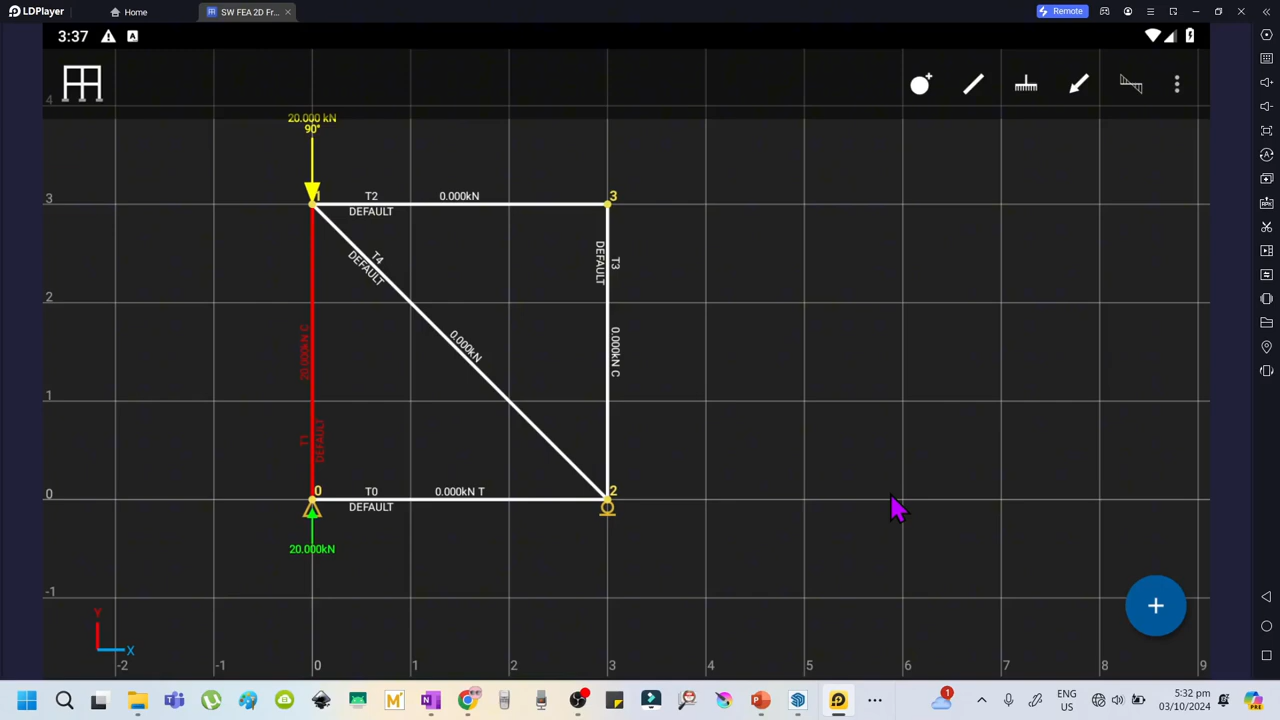 LDPlayer
Home
SW FEA 2D Fr...
Remote
3:37
A
4
3
2
1
0
-1
20.000 kN
90°
1
T2
0.000kN
DEFAULT
3
T4
DEFAULT
0.000kN
T3
DEFAULT
0.000kN C
20.000kN C
T1
DEFAULT
0
T0
0.000kN T
DEFAULT
2
20.000kN
Y
X
-2
-1
0
1
2
3
4
5
6
7
8
9
1
ENG
GB
5:32 pm
03/10/2024